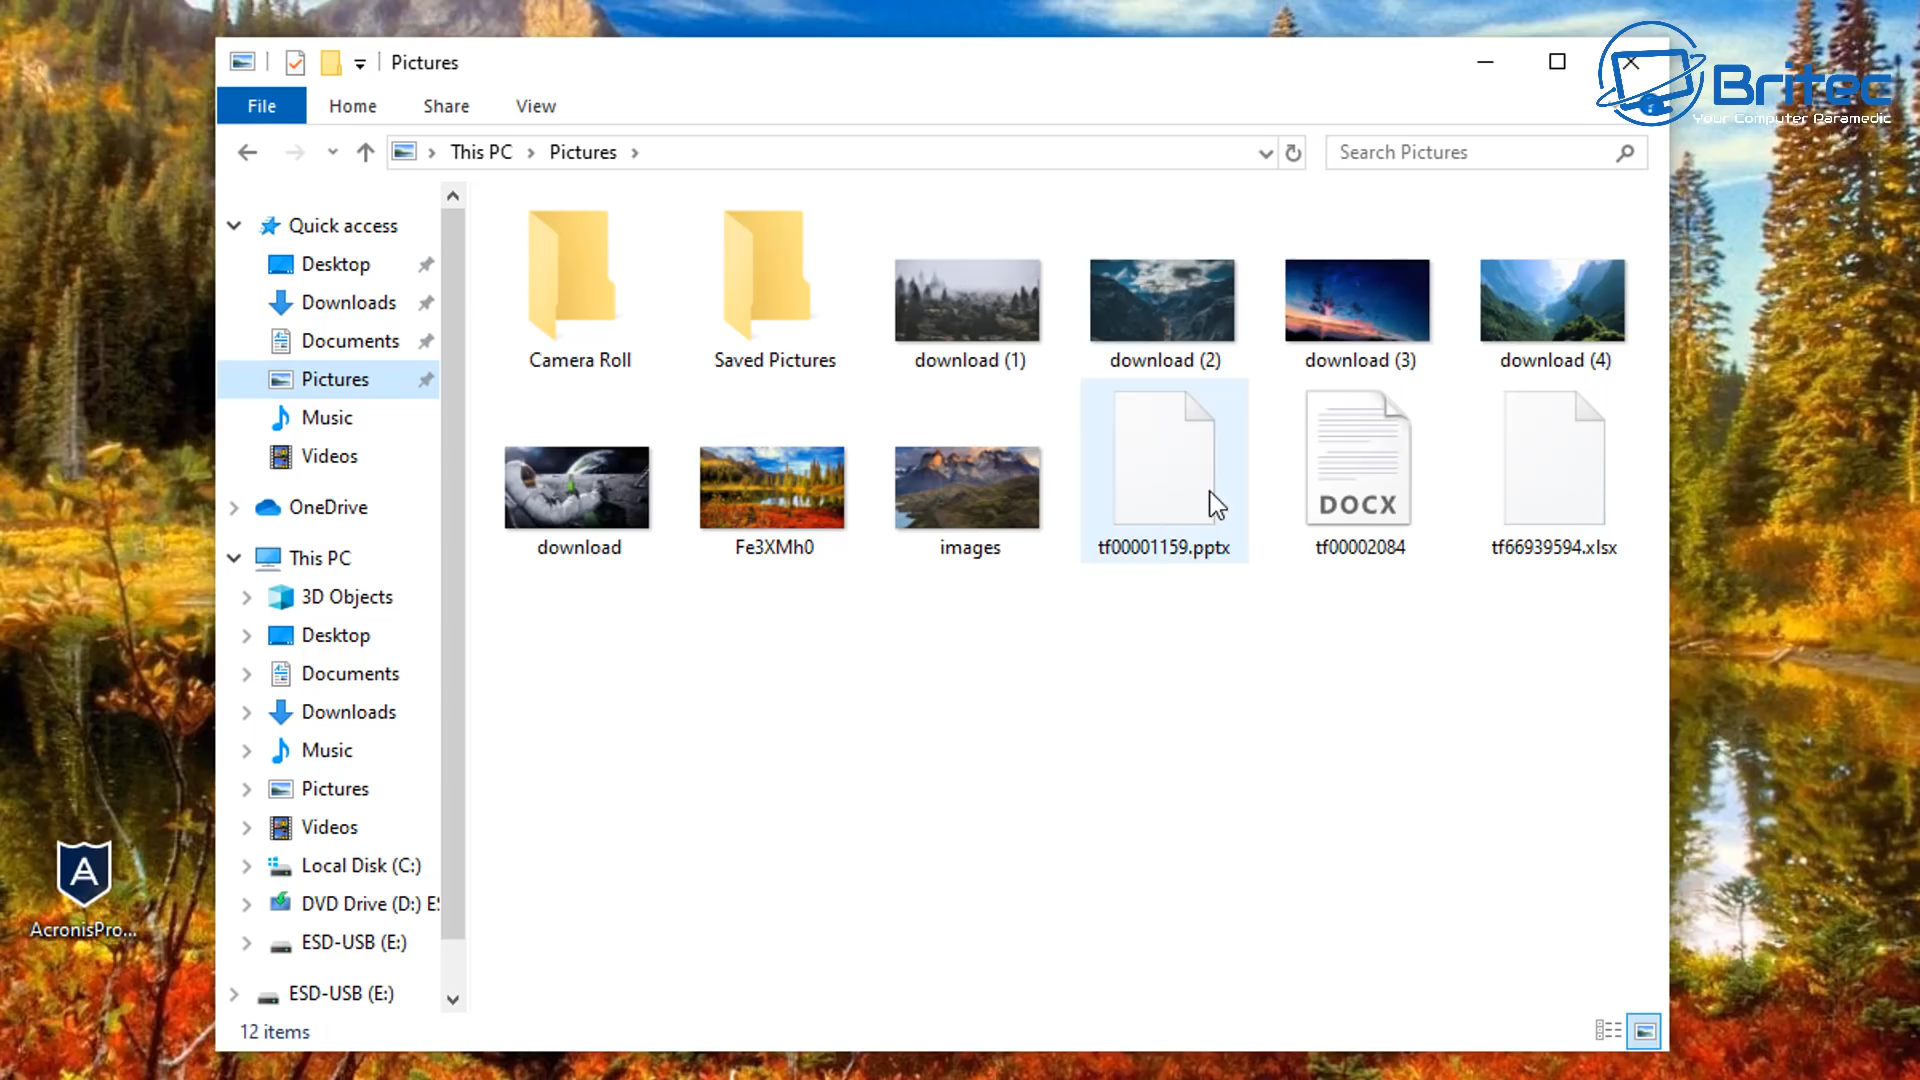 Pictures
Britec
Your Computer Paramedic
File Home Share View
This PC Pictures
Search Pictures
Quick access
Desktop
Downloads
Documents
Pictures
Music
Videos
OneDrive
This PC
3D Objects
Desktop
Documents
Downloads
Music
Pictures
Videos
Local Disk (C:)
DVD Drive (D:) ES
ESD-USB (E:)
ESD-USB (E:)
Camera Roll
Saved Pictures
download (1)
download (2)
download (3)
download (4)
download
Fe3XMh0
images
tf00001159.pptx
DOCX
tf00002084
tf66939594.xlsx
A
AcronisPro...
12 items